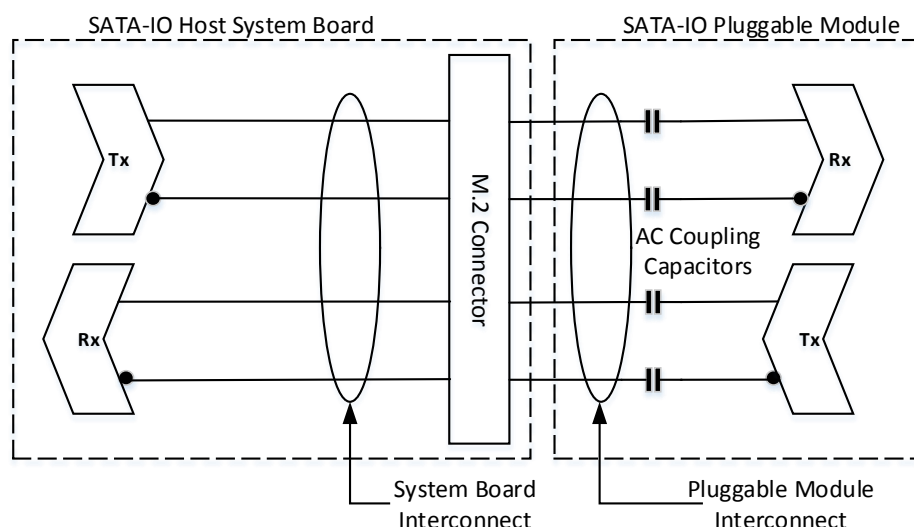 SATA-IO Host System Board
SATA-IO Pluggable Module
Tx
Rx
M.2 Connector
AC Coupling
Capacitors
Rx
Tx
System Board
Interconnect
Pluggable Module
Interconnect